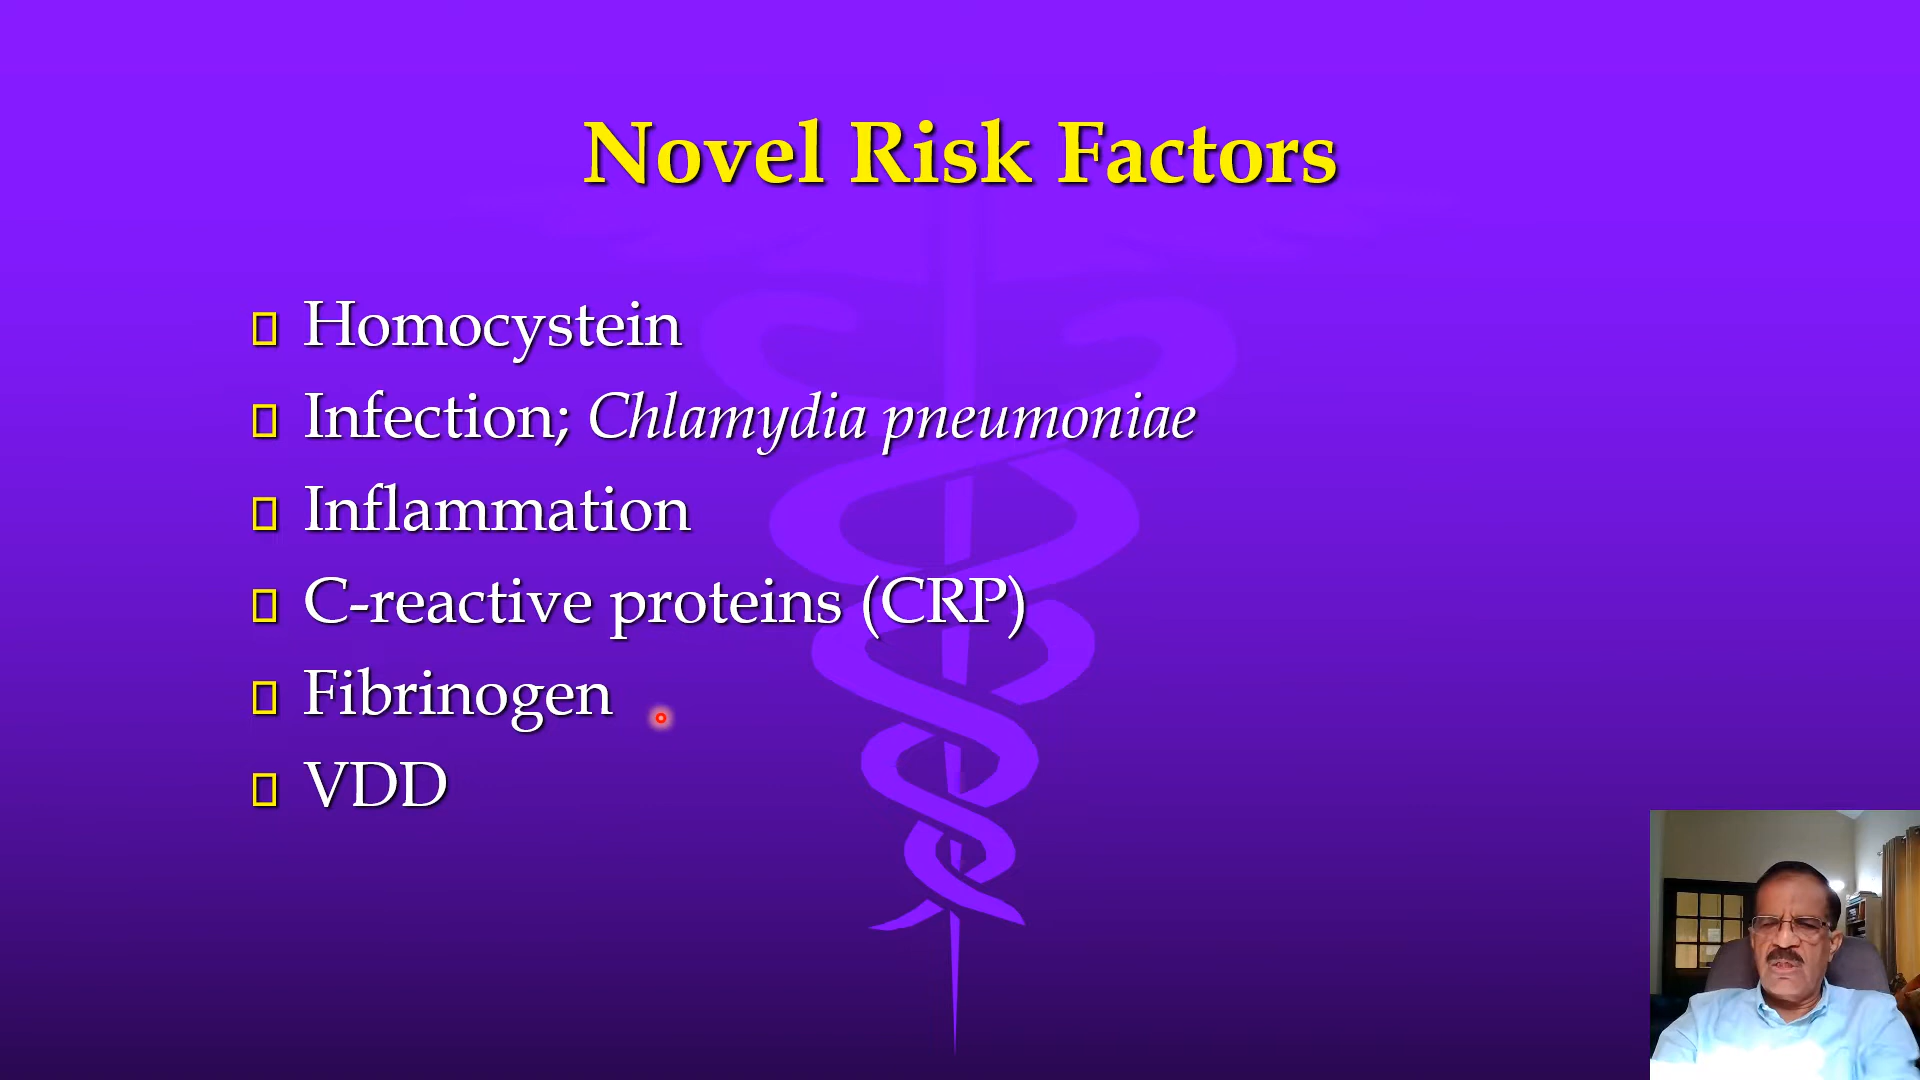 Novel Risk Factors
Homocystein
Infection; Chlamydia pneumoniae
Inflammation
C-reactive proteins (CRP)
Fibrinogen
VDD